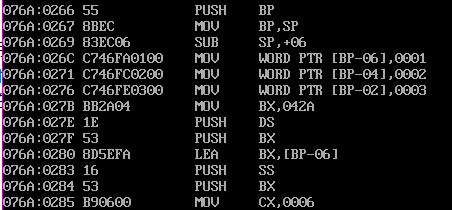 076A:0266 55 PUSH BP
076A:0267 8BEC MOV BP,SP
076A:0269 83EC06 SUB SP,+06
076A:026C C746FA0100 MOV WORD PTR [BP-06],0001
076A:0271 C746FC0200 MOV WORD PTR [BP-04],0002
076A:0276 C746FE0300 MOV WORD PTR [BP-02],0003
076A:027B BB2A04 MOV BX,042A
076A:027E 1E PUSH DS
076A:027F 53 PUSH BX
076A:0280 8D5EFA LEA BX,[BP-06]
076A:0283 16 PUSH SS
076A:0284 53 PUSH BX
076A:0285 B90600 MOV CX,0006